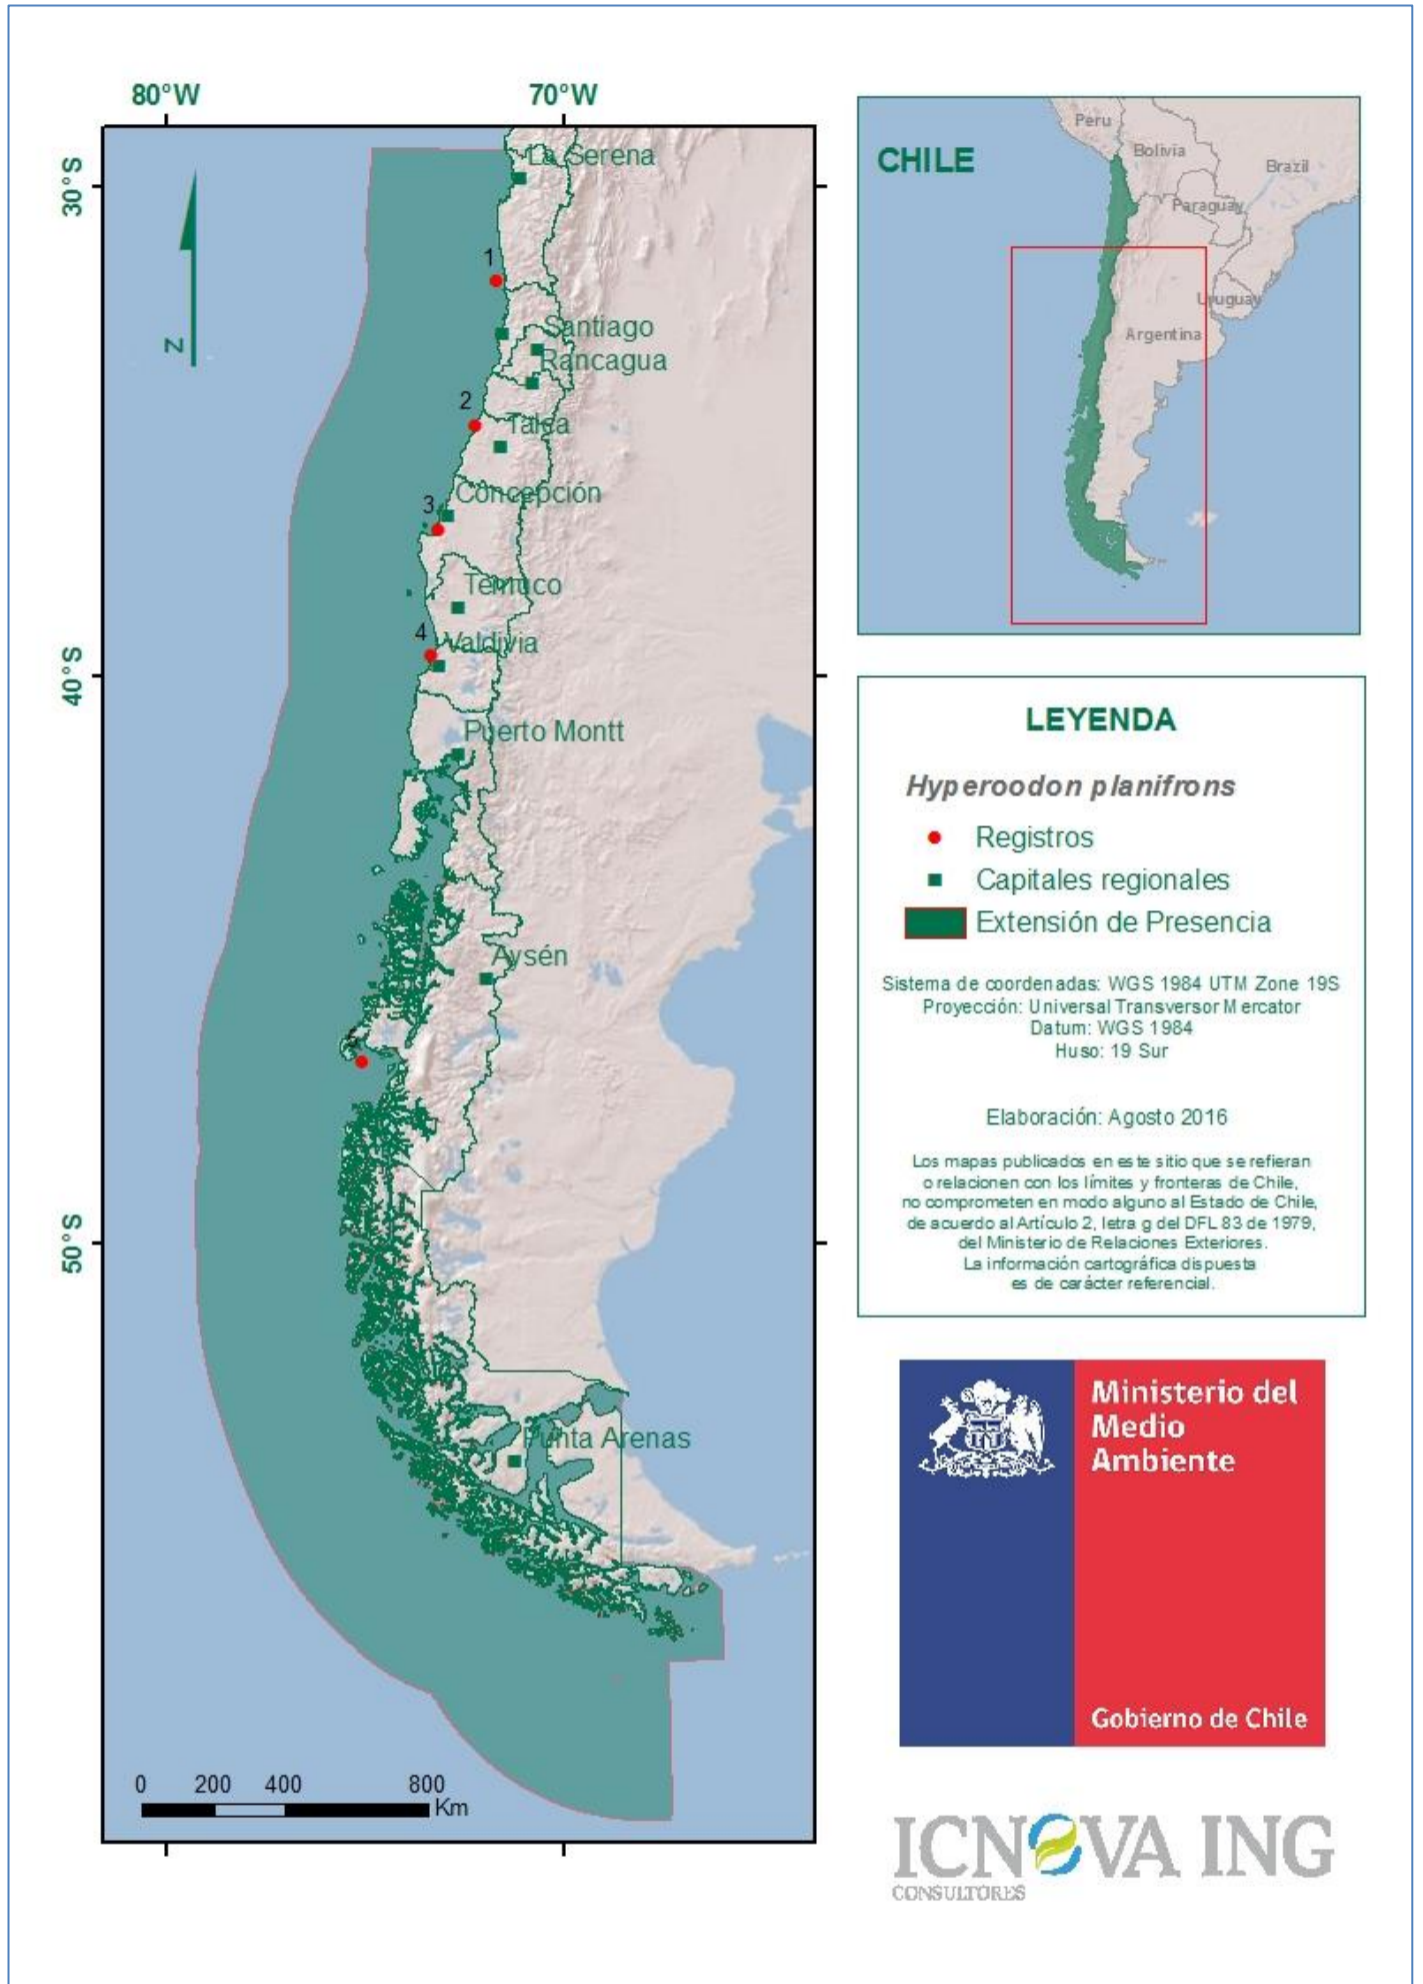 80°W
70°W
30°S
40°S
50°S
N
La Serena
1
Santiago
Rancagua
2
Talca
Concepción
3
Temuco
4
Valdivia
Puerto Montt
Aysén
5
Punta Arenas
0 200 400 800
Km
CHILE
Peru
Bolivia
Brazil
Paraguay
Uruguay
Argentina
LEYENDA
Hyperoodon planifrons
Registros
Capitales regionales
Extensión de Presencia
Sistema de coordenadas: WGS 1984 UTM Zone 19S
Proyección: Universal Transversor Mercator
Datum: WGS 1984
Huso: 19 Sur
Elaboración: Agosto 2016
Los mapas publicados en este sitio que se refieran
o relacionen con los límites y fronteras de Chile,
no comprometen en modo alguno al Estado de Chile,
de acuerdo al Artículo 2, letra g del DFL 83 de 1979,
del Ministerio de Relaciones Exteriores.
La información cartográfica dispuesta
es de carácter referencial.
Ministerio del
Medio
Ambiente
Gobierno de Chile
ICNOVA ING
CONSULTORES